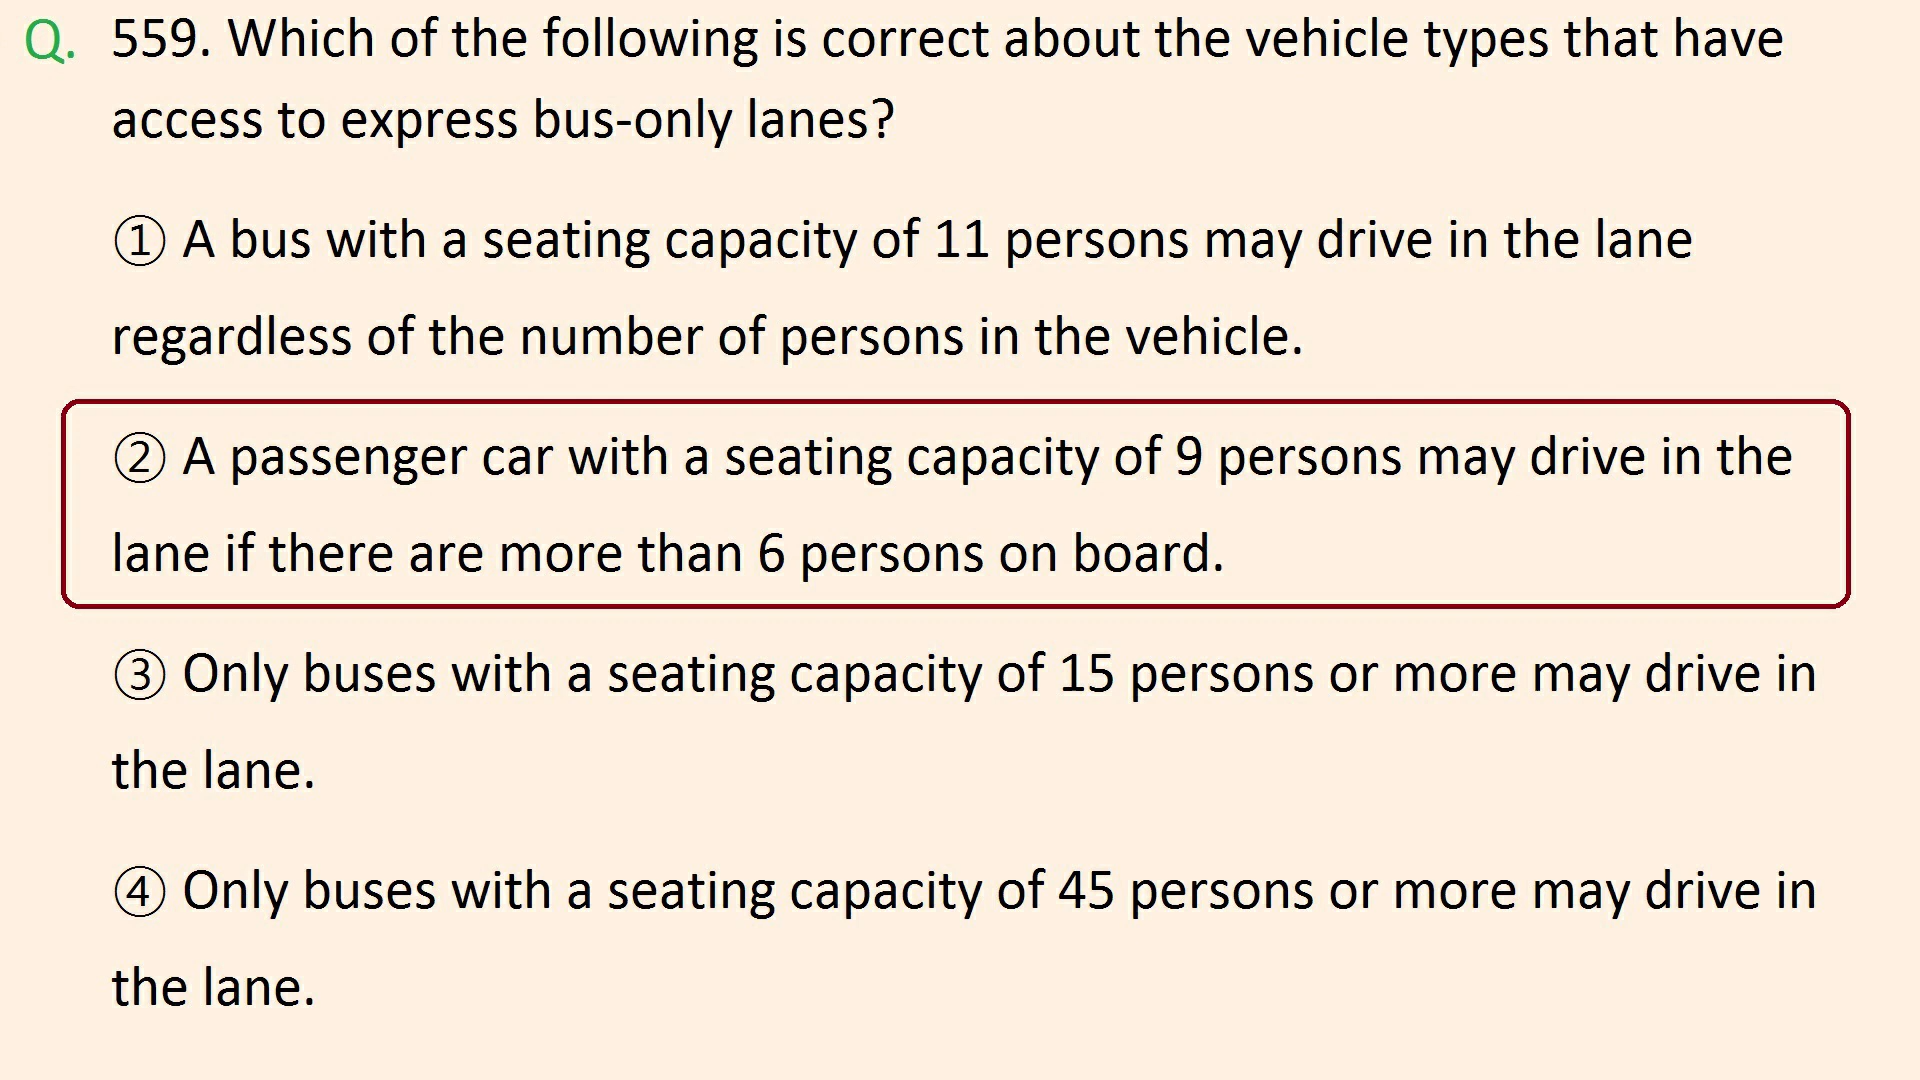 Q. 559. Which of the following is correct about the vehicle types that have
access to express bus-only lanes?
① A bus with a seating capacity of 11 persons may drive in the lane
regardless of the number of persons in the vehicle.
② A passenger car with a seating capacity of 9 persons may drive in the
lane if there are more than 6 persons on board.
③ Only buses with a seating capacity of 15 persons or more may drive in
the lane.
④ Only buses with a seating capacity of 45 persons or more may drive in
the lane.